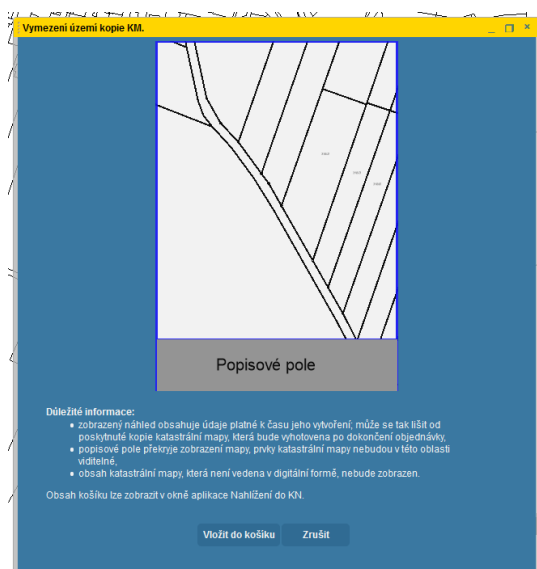 Vymezení území kopie KM.
Popisové pole
Důležité informace:
zobrazený náhled obsahuje údaje platné k času jeho vytvoření; může se tak lišit od
poskytnuté kopie katastrální mapy, která bude vyhotovena po dokončení objednávky,
popisové pole překryje zobrazení mapy, prvky katastrální mapy nebudou v této oblasti
viditelné,
obsah katastrální mapy, která není vedena v digitální formě, nebude zobrazen.
Obsah košíku lze zobrazit v okně aplikace Nahlížení do KN.
Vložit do košíku Zrušit